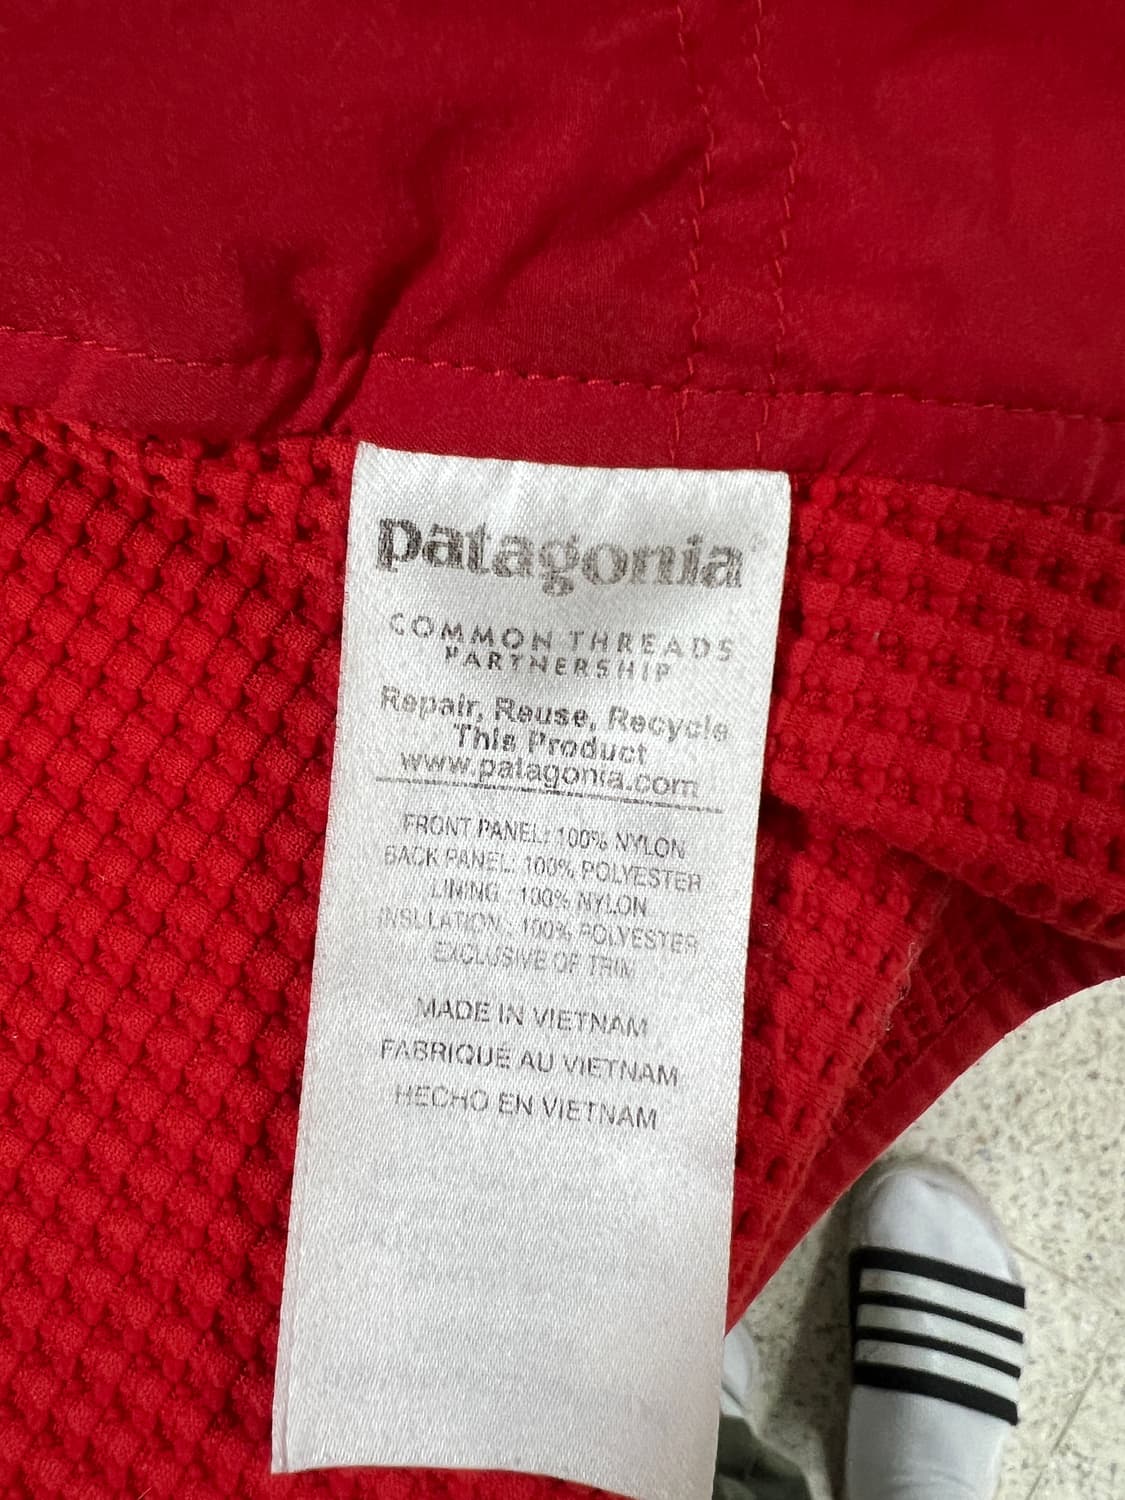 patagonia®
COMMON THREADS
PARTNERSHIP
Repair, Reuse, Recycle
This Product
www.patagonia.com
FRONT PANEL: 100% NYLON
BACK PANEL: 100% POLYESTER
LINING : 100% NYLON
INSULATION : 100% POLYESTER
EXCLUSIVE OF TRIM
MADE IN VIETNAM
FABRIQUÉ AU VIETNAM
HECHO EN VIETNAM